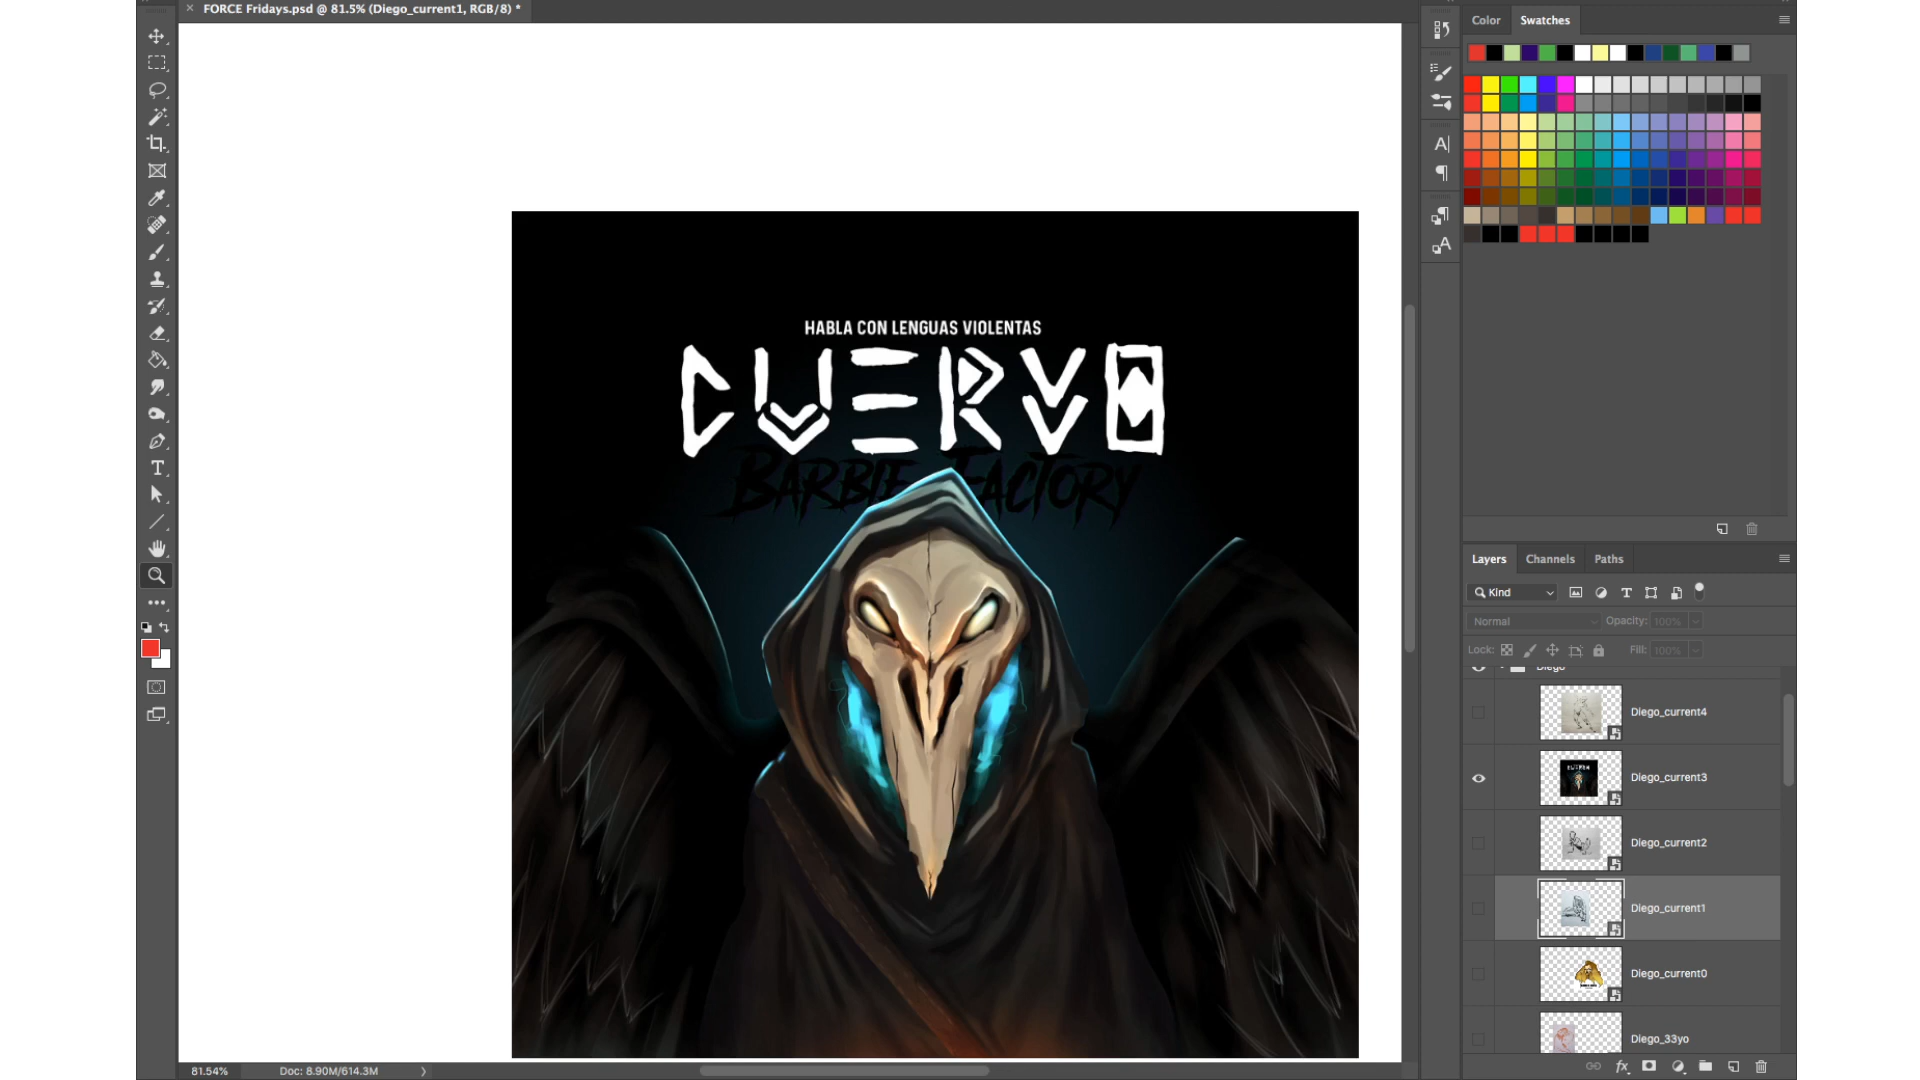 FORCE Fridays.psd @ 81.5% (Diego_current1, RGB/8) *
Color
Swatches
HABLA CON LENGUAS VIOLENTAS
CUERVO
BARBIE FACTORY
Layers
Channels
Paths
Kind
Normal
Opacity: 100%
Lock:
Fill: 100%
Diego
Diego_current4
Diego_current3
Diego_current2
Diego_current1
Diego_current0
Diego_33yo
81.54%
Doc: 8.90M/614.3M